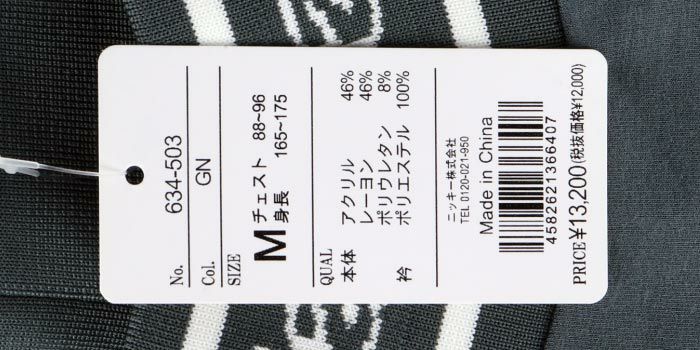 No. 634-503
Col. GN
SIZE
M チェスト 88~96
身長 165~175
QUAL
本体 アクリル 46%
レーヨン 46%
ポリウレタン 8%
衿 ポリエステル 100%
ニッキー株式会社
TEL 0120-021-950
Made in China
4582621366407
PRICE ¥13,200 (税抜価格¥12,000)